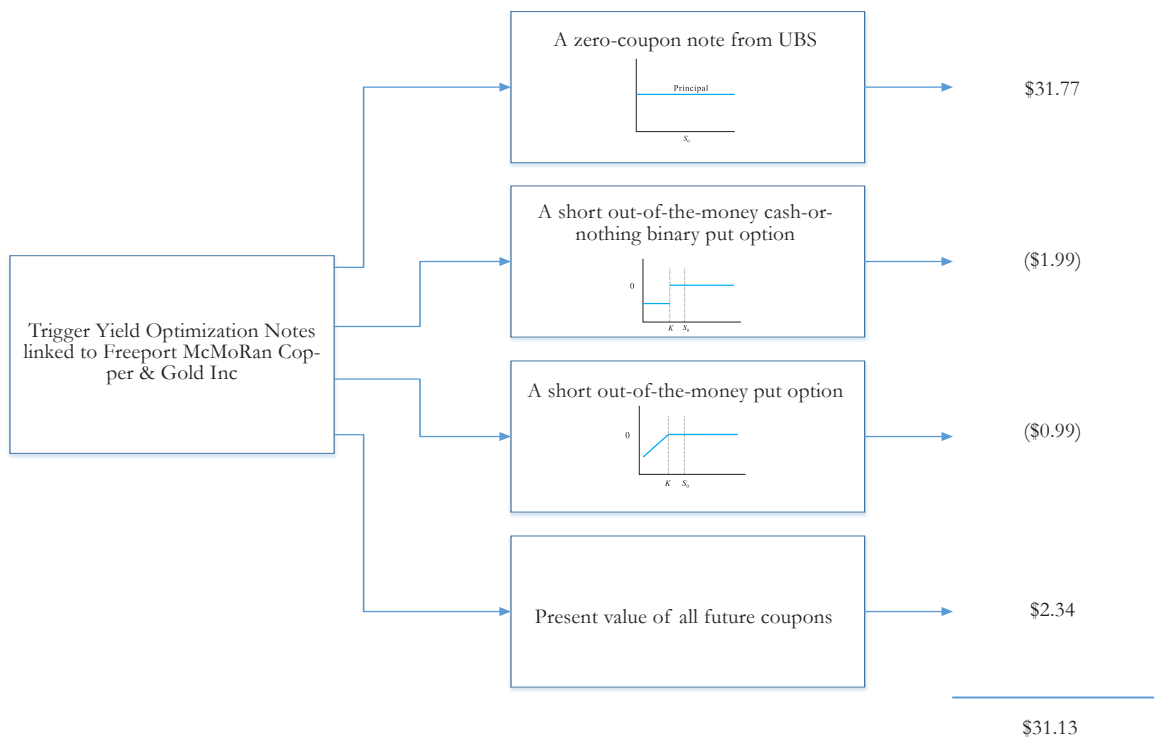 A zero-coupon note from UBS
Principal
S₀
$31.77
A short out-of-the-money cash-or-
nothing binary put option
0
K S₀
($1.99)
Trigger Yield Optimization Notes
linked to Freeport McMoRan Cop-
per & Gold Inc
A short out-of-the-money put option
0
K S₀
($0.99)
Present value of all future coupons
$2.34
$31.13